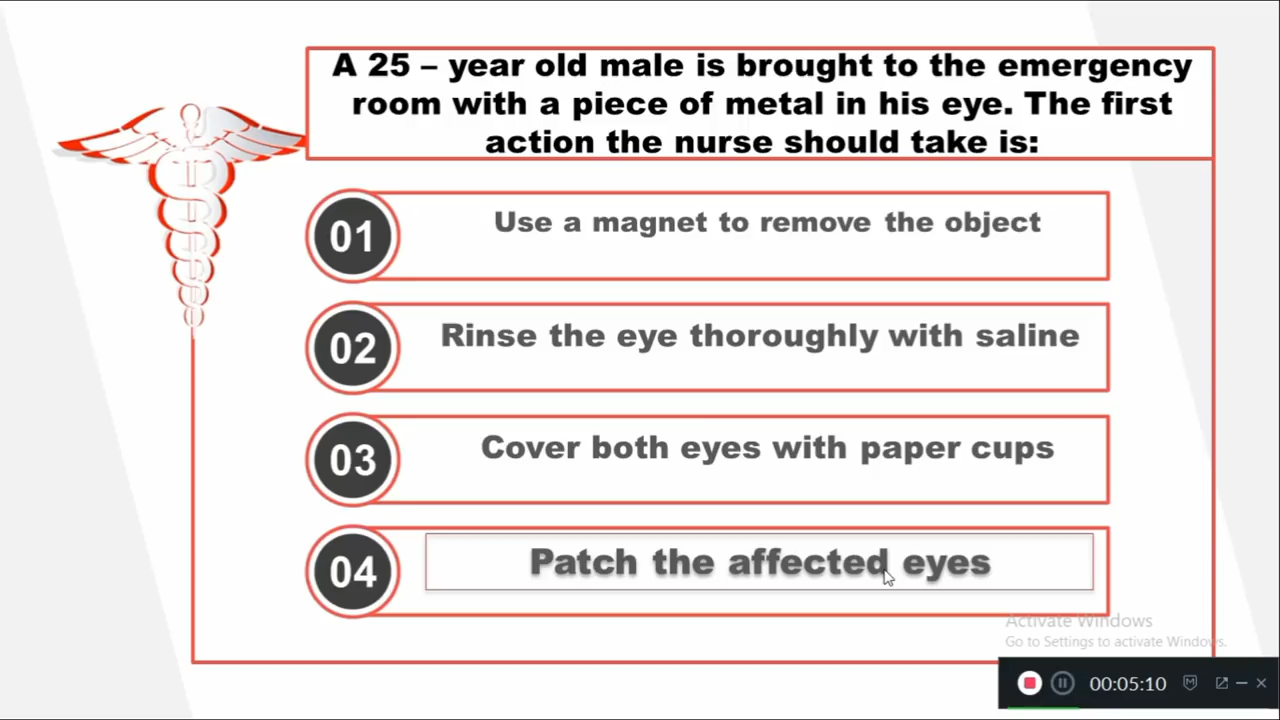 A 25 – year old male is brought to the emergency
room with a piece of metal in his eye. The first
action the nurse should take is:
01
Use a magnet to remove the object
02
Rinse the eye thoroughly with saline
03
Cover both eyes with paper cups
04
Patch the affected eyes
Activate Windows
Go to Settings to activate Windows.
00:05:10